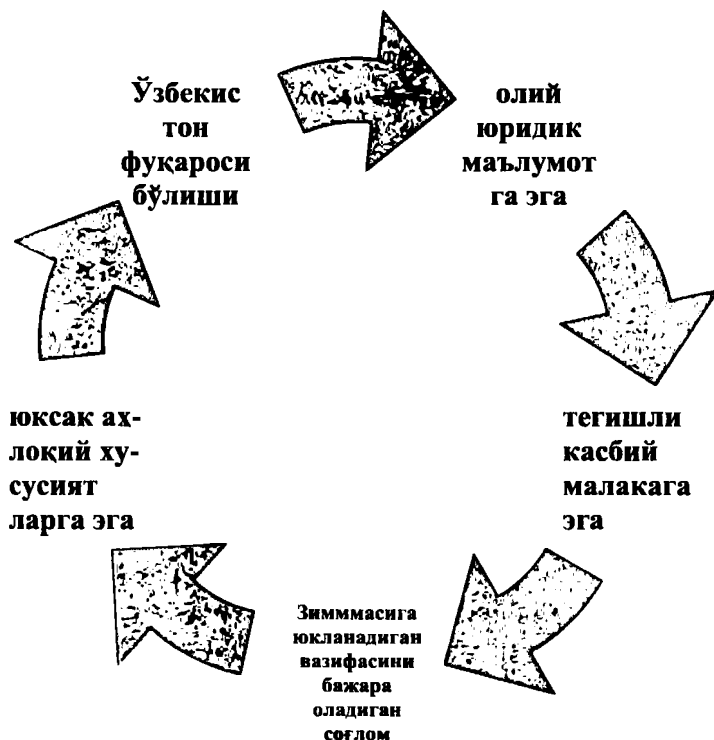 Ўзбекис
тон
фуқароси
бўлиши
олий
юридик
маълумот
га эга
тегишли
касбий
малакага
эга
Зимммасига
юкланадиган
вазифасини
бажара
оладиган
соғлом
юксак ах-
лоқий ху-
сусият
ларга эга